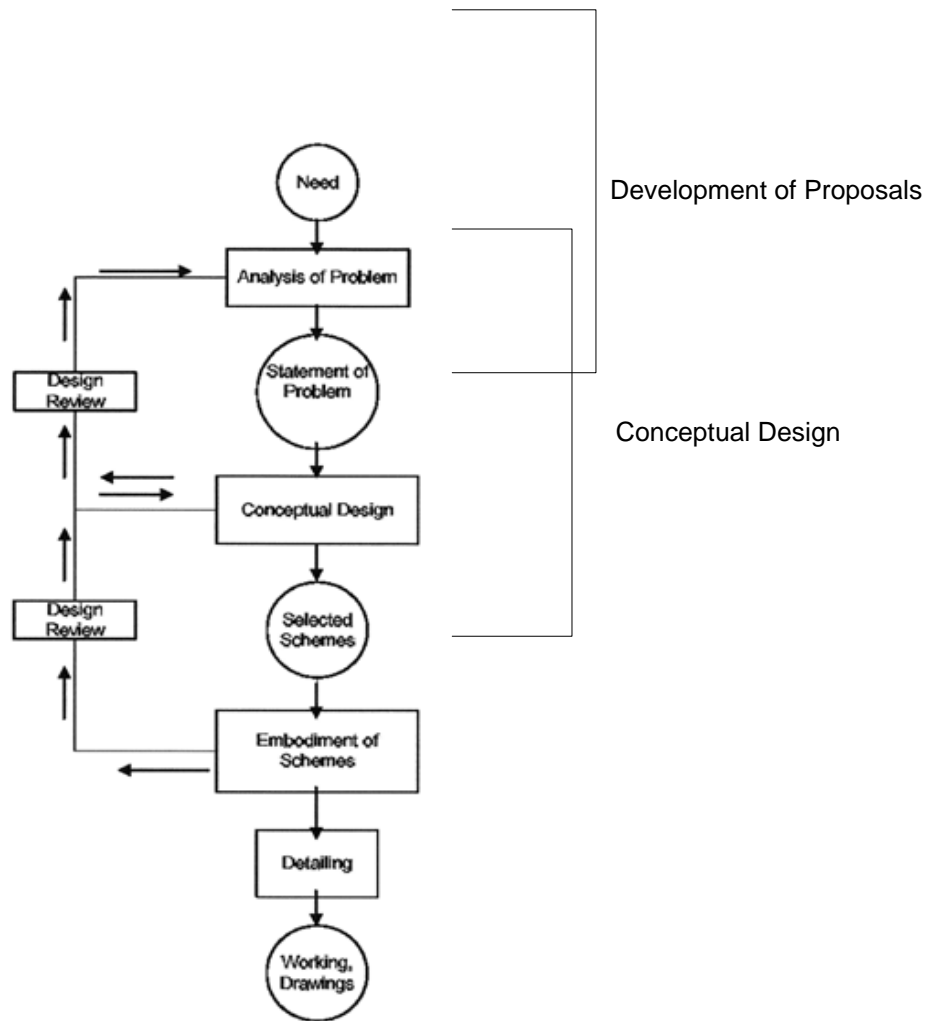 Need
Development of Proposals
Analysis of Problem
Statement of
Problem
Design
Review
Conceptual Design
Conceptual Design
Selected
Schemes
Design
Review
Embodiment of
Schemes
Detailing
Working,
Drawings